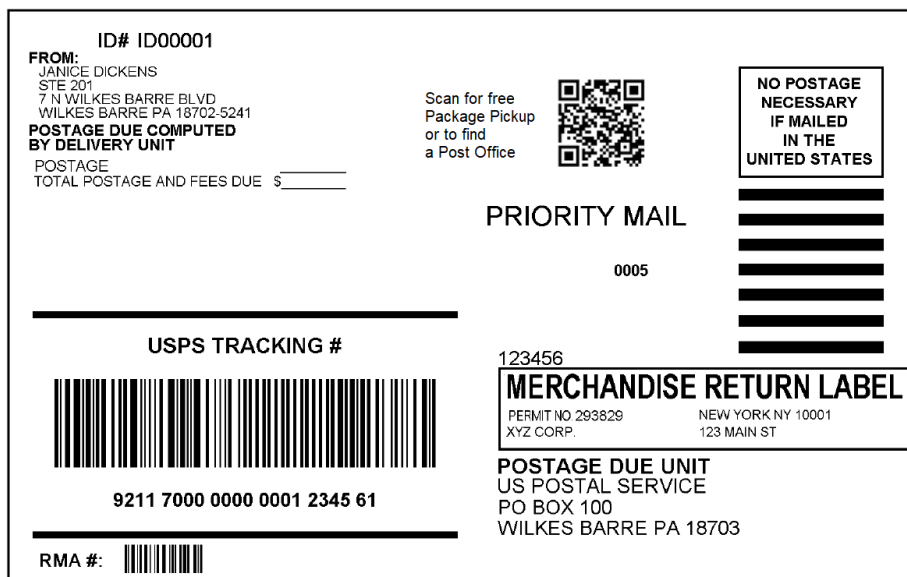 ID# ID00001
FROM:
JANICE DICKENS
STE 201
7 N WILKES BARRE BLVD
WILKES BARRE PA 18702-5241
POSTAGE DUE COMPUTED
BY DELIVERY UNIT
POSTAGE
TOTAL POSTAGE AND FEES DUE $
Scan for free
Package Pickup
or to find
a Post Office
NO POSTAGE
NECESSARY
IF MAILED
IN THE
UNITED STATES
PRIORITY MAIL
0005
USPS TRACKING #
9211 7000 0000 0001 2345 61
RMA #:
123456
MERCHANDISE RETURN LABEL
PERMIT NO 293829 NEW YORK NY 10001
XYZ CORP. 123 MAIN ST
POSTAGE DUE UNIT
US POSTAL SERVICE
PO BOX 100
WILKES BARRE PA 18703